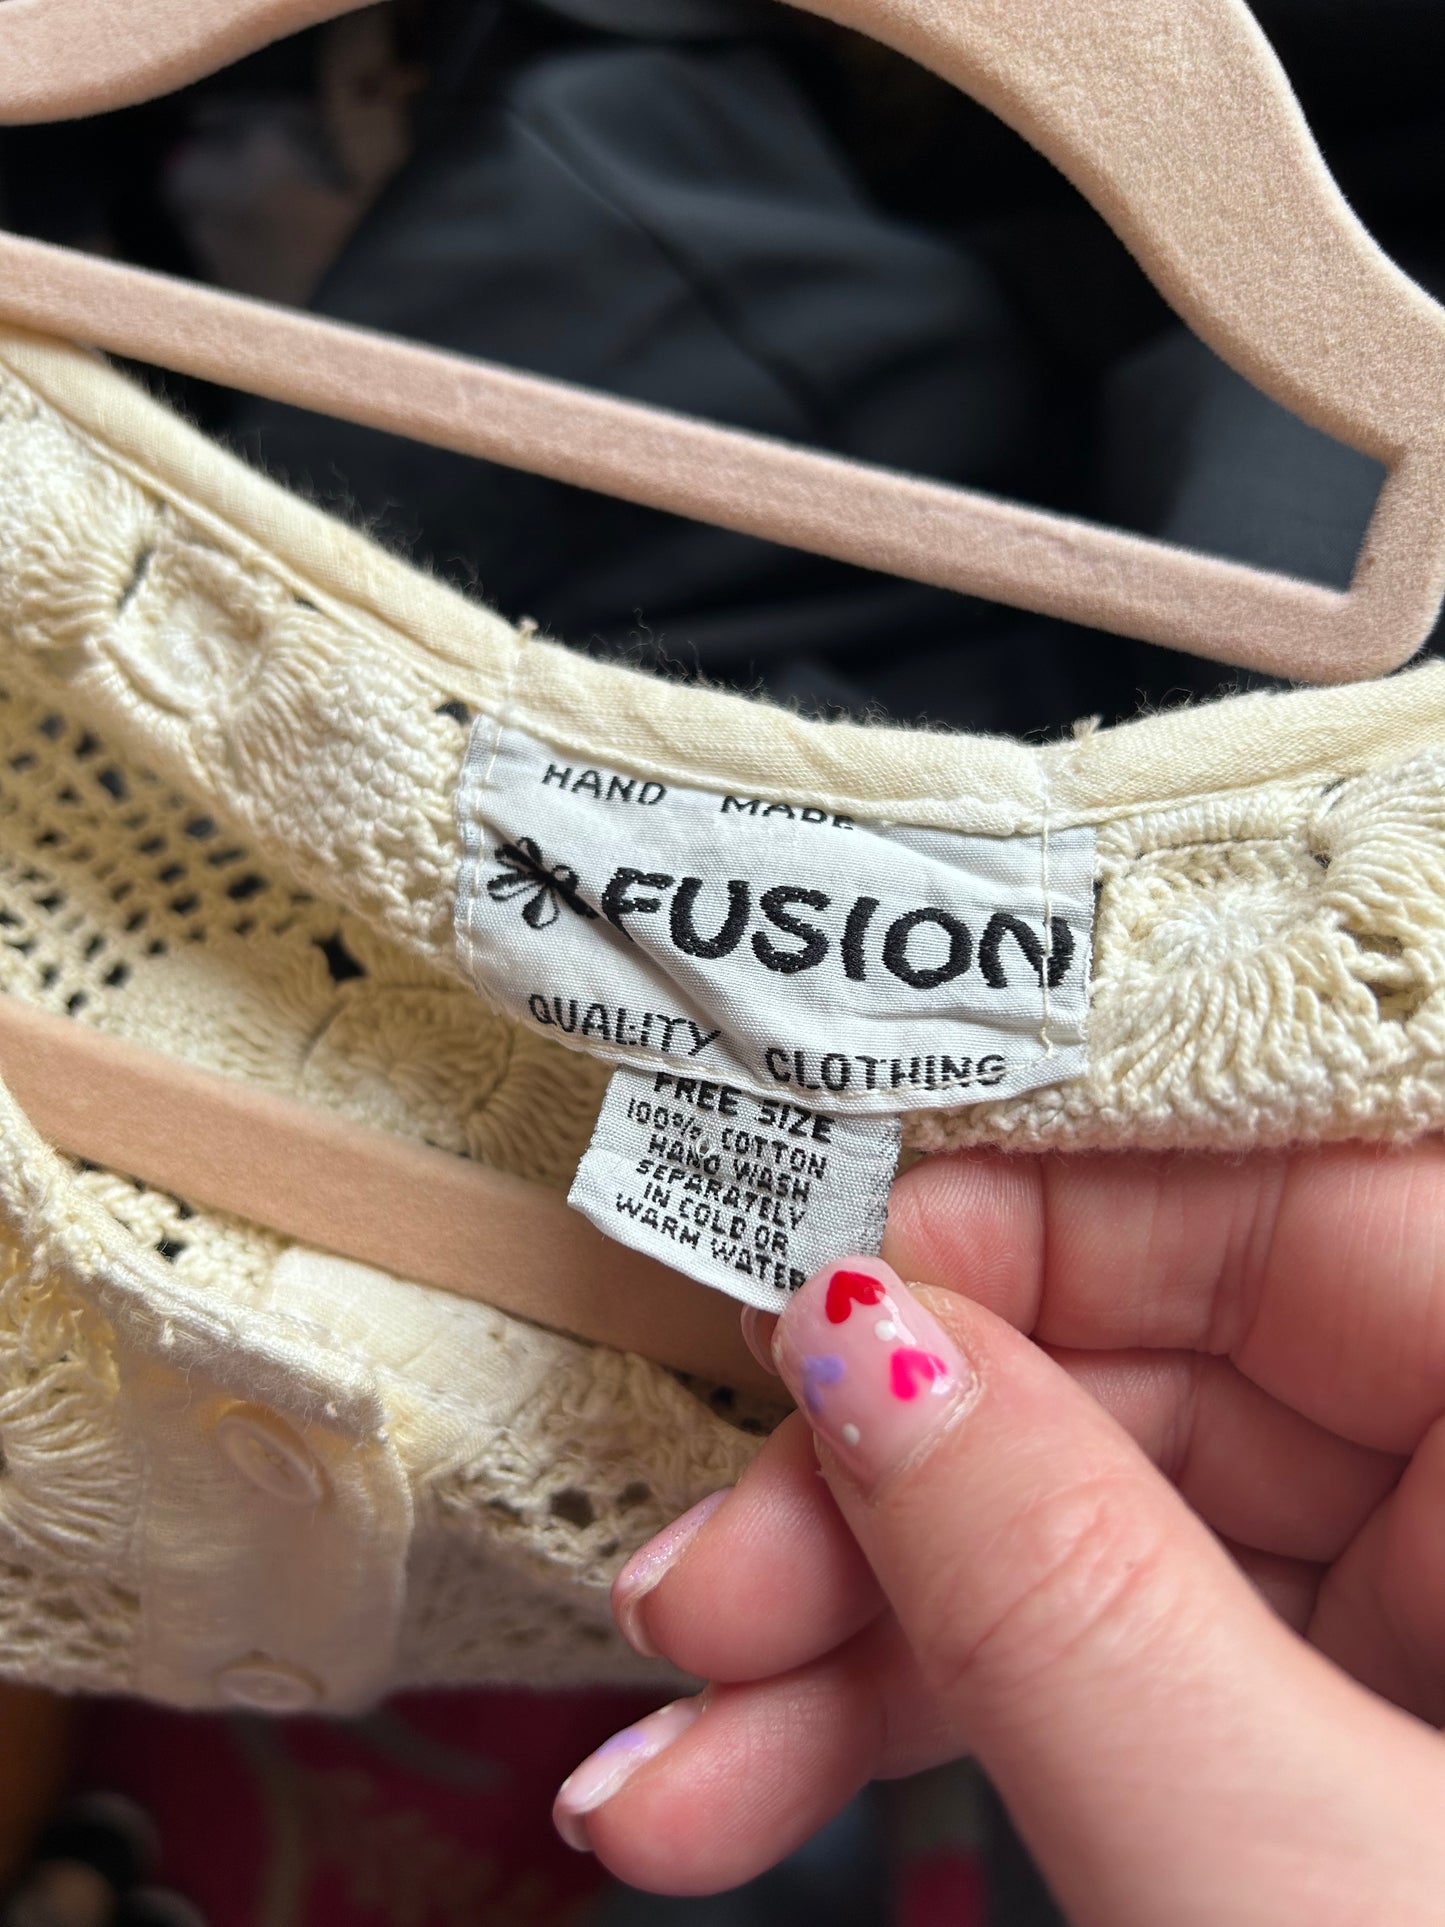 HAND MADE
FUSION
QUALITY CLOTHING
FREE SIZE
100% COTTON
HAND WASH
SEPARATELY
IN COLD OR
WARM WATER